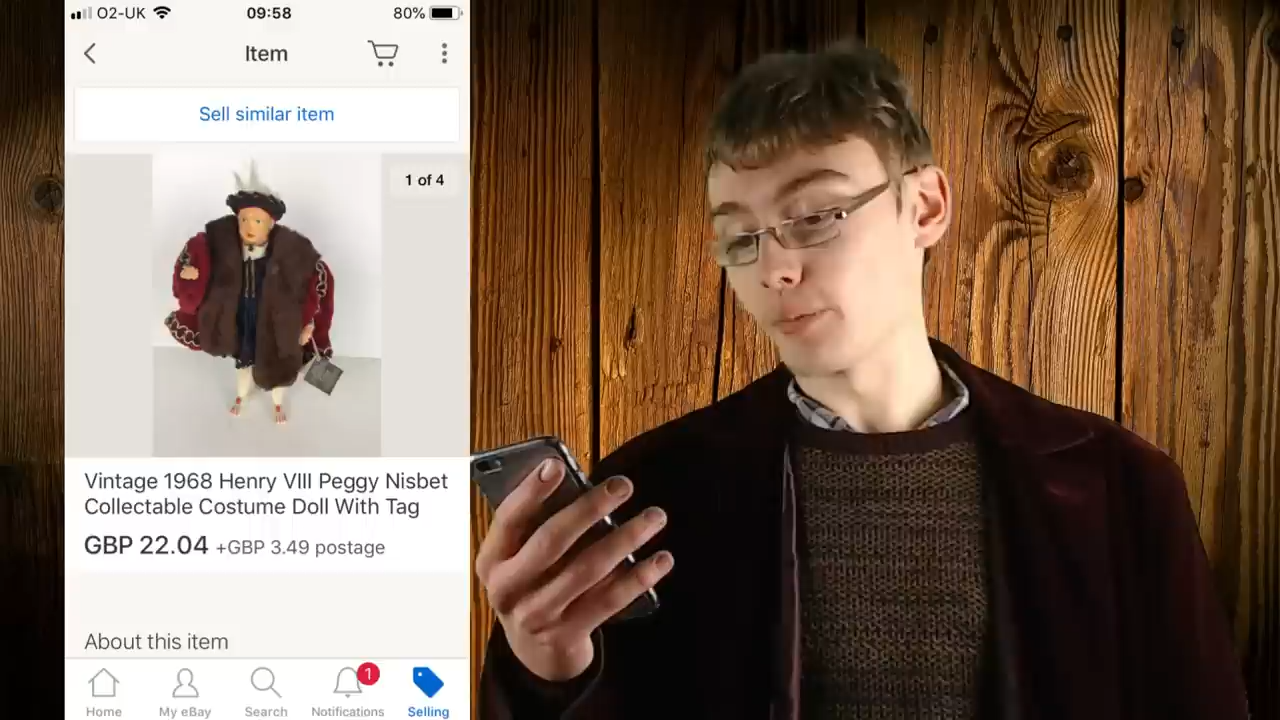 O2-UK 09:58 80%
Item
Sell similar item
1 of 4
Vintage 1968 Henry VIII Peggy Nisbet
Collectable Costume Doll With Tag
GBP 22.04 +GBP 3.49 postage
About this item
1
Home My eBay Search Notifications Selling